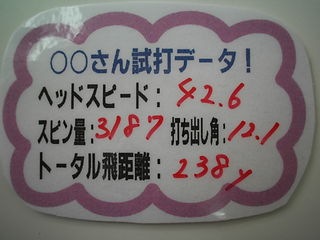 ○○さん試打データ!
ヘッドスピード: 42.6
スピン量:3187 打ち出し角:12.1
トータル飛距離: 238y